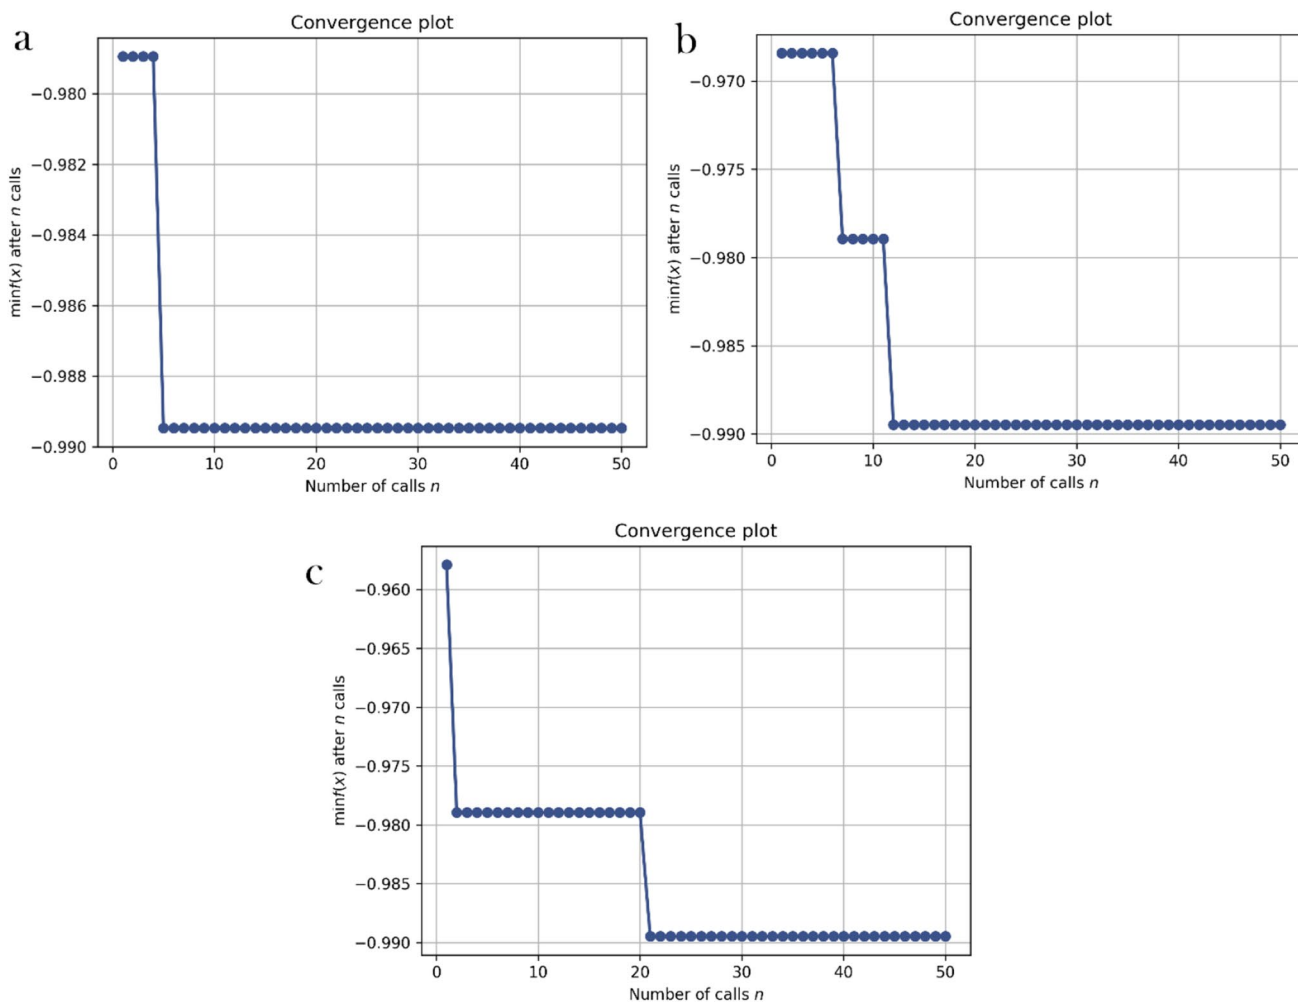 a
Convergence plot
−0.980
−0.982
−0.984
−0.986
−0.988
−0.990
minf(x) after n calls
0 10 20 30 40 50
Number of calls n
b
Convergence plot
−0.970
−0.975
−0.980
−0.985
−0.990
minf(x) after n calls
0 10 20 30 40 50
Number of calls n
c
Convergence plot
−0.960
−0.965
−0.970
−0.975
−0.980
−0.985
−0.990
minf(x) after n calls
0 10 20 30 40 50
Number of calls n